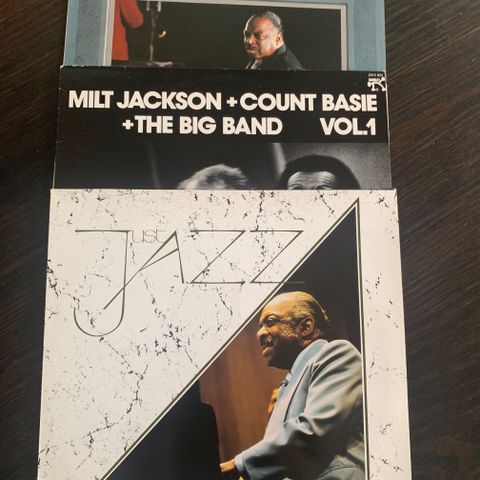 MILT JACKSON + COUNT BASIE
+ THE BIG BAND VOL.1
Just
JAZZ